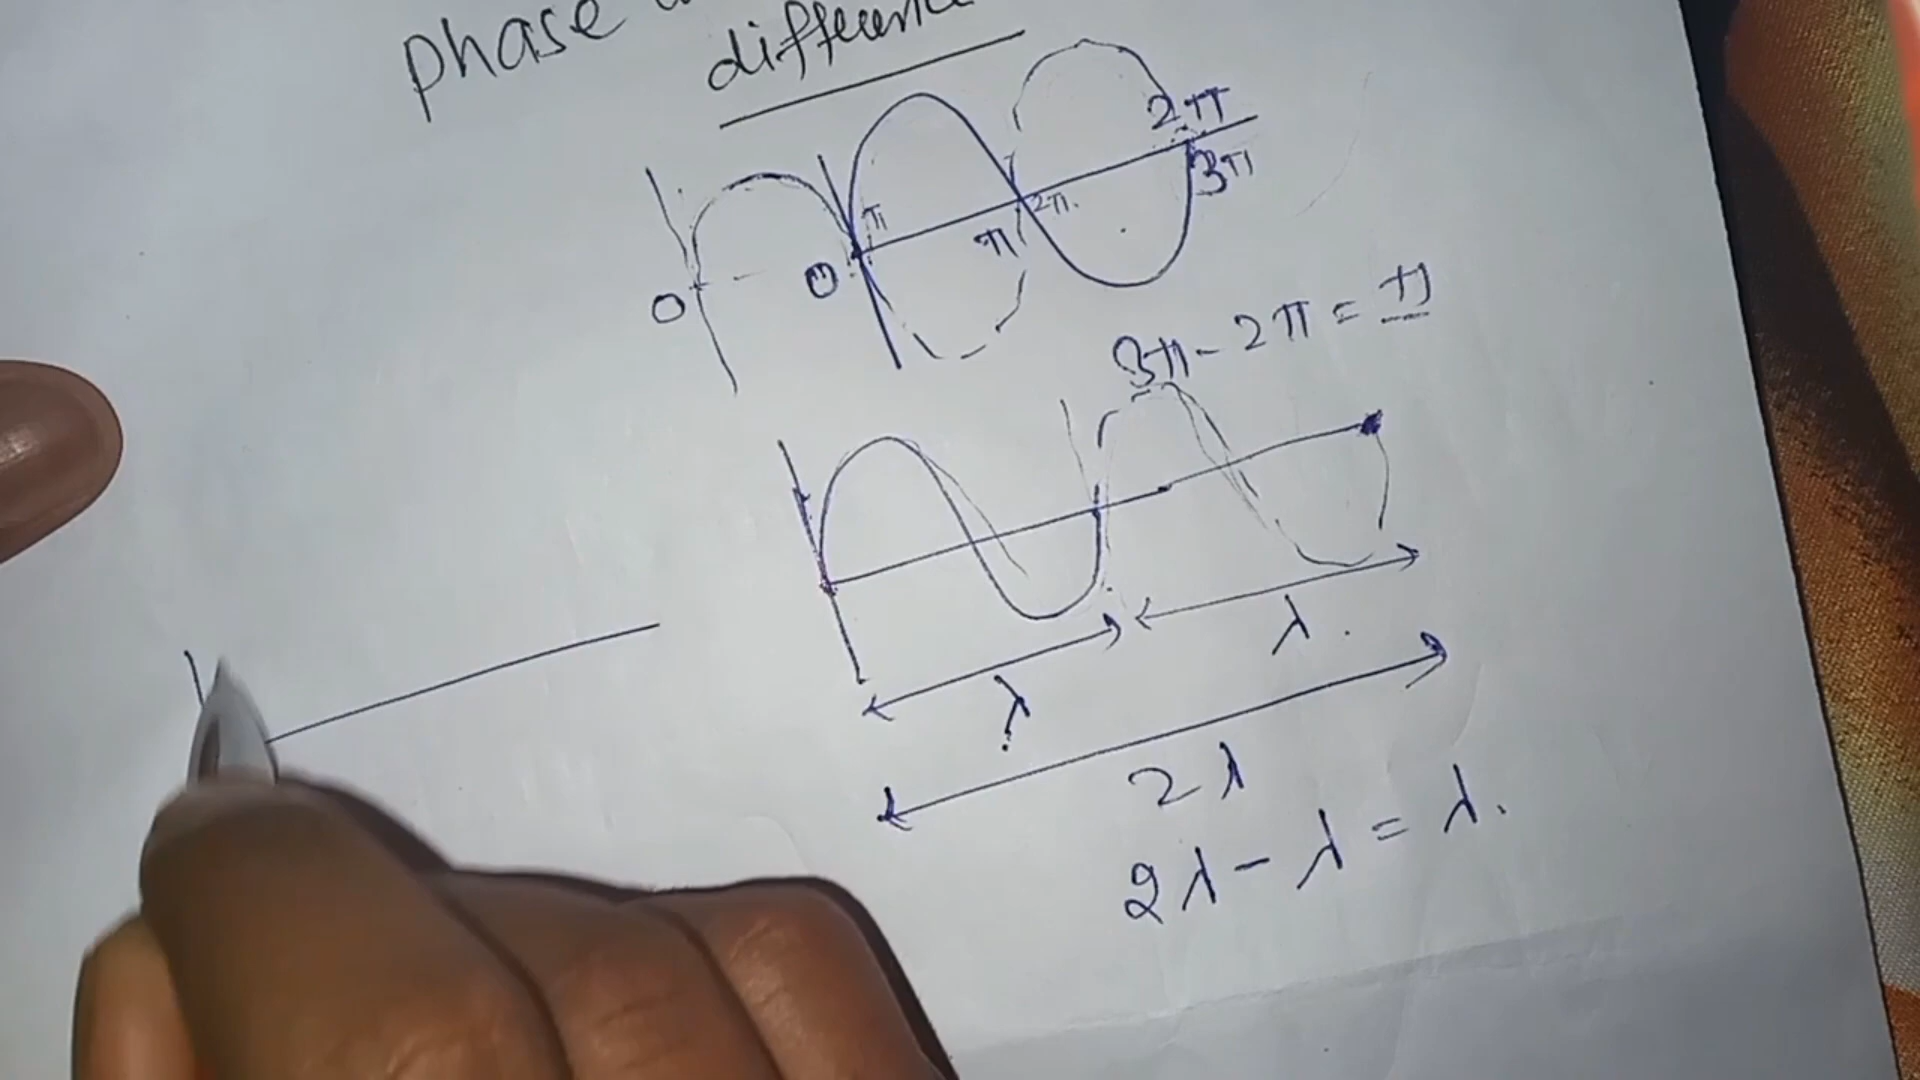 phase
difference
2π
π 2π. 3π
0 0 π
3π - 2π = π
λ .
λ
2λ
2λ - λ = λ.